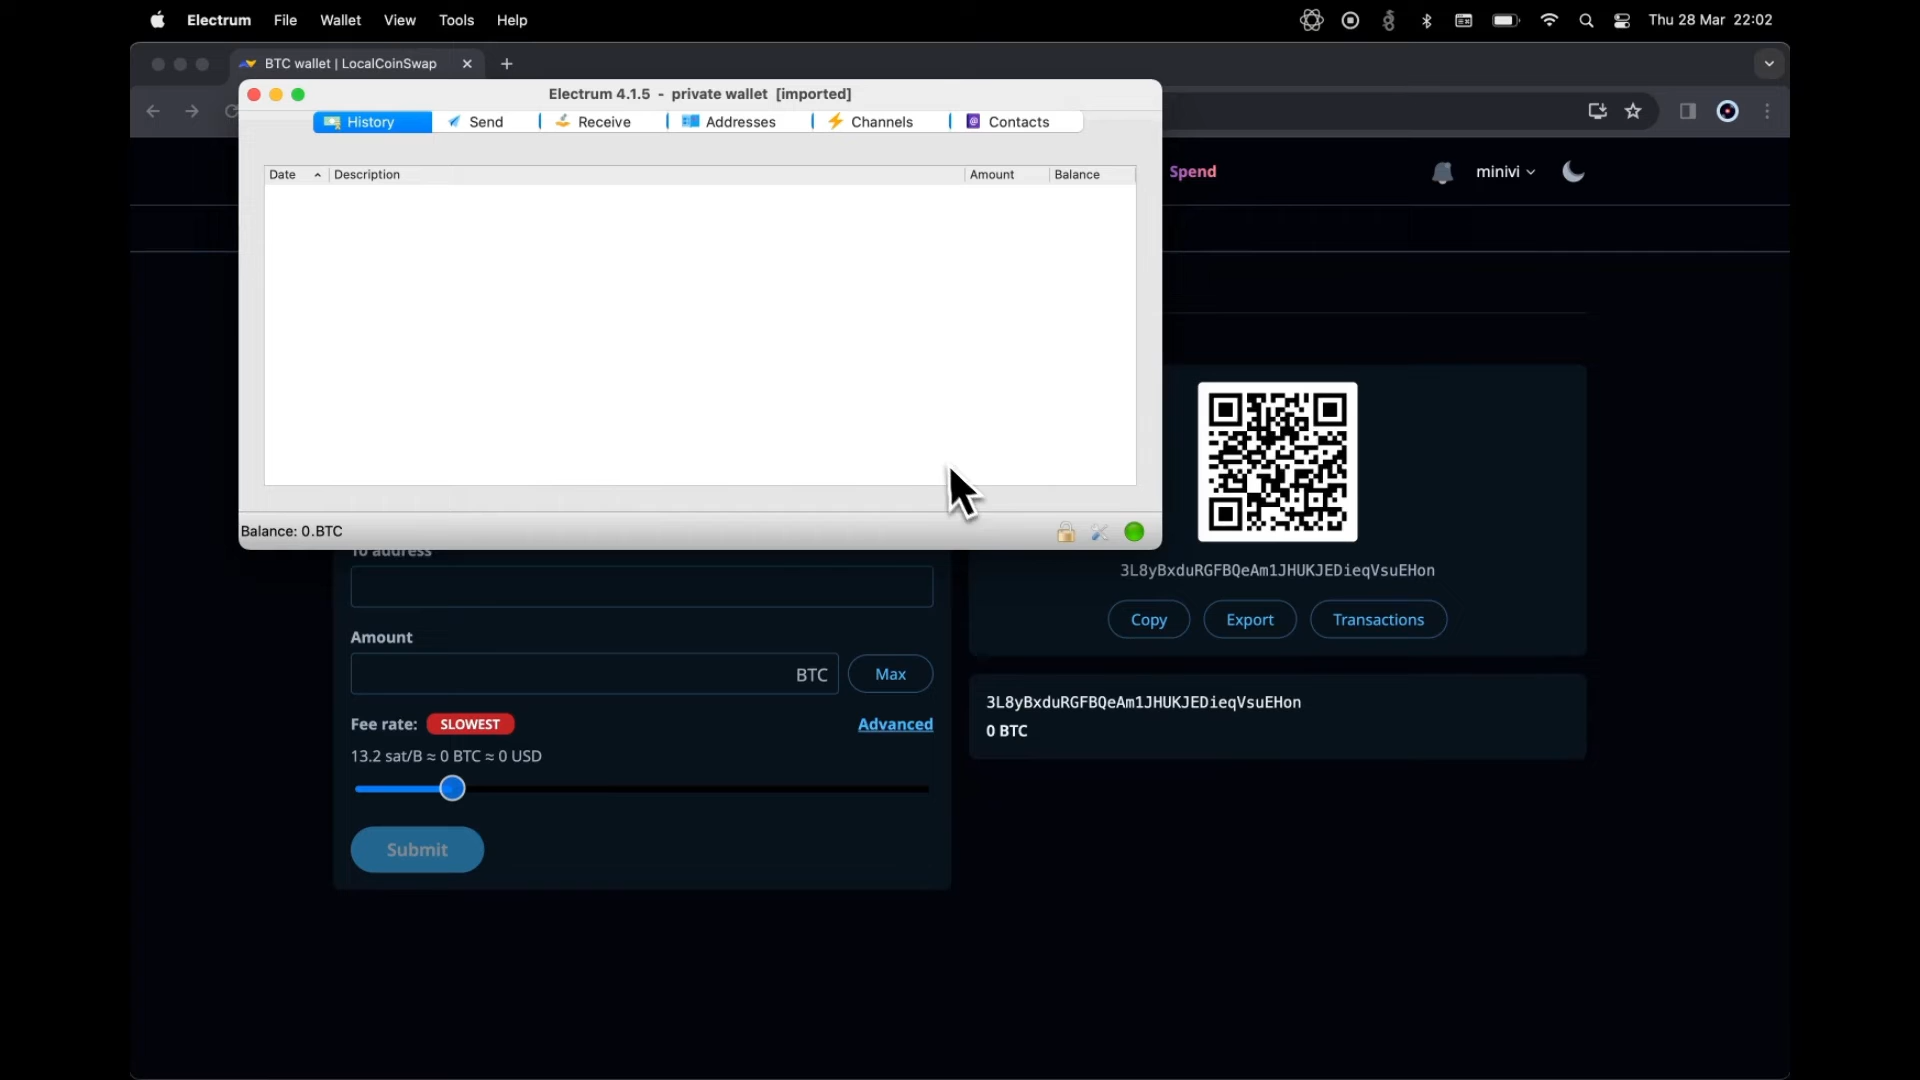 Electrum File Wallet View Tools Help Thu 28 Mar 22:02
BTC wallet | LocalCoinSwap
Electrum 4.1.5 - private wallet [imported]
History Send Receive Addresses Channels Contacts
Date Description Amount Balance
Spend
minivi
Balance: 0.BTC
To address
Amount
BTC
Max
Fee rate: SLOWEST Advanced
13.2 sat/B ≈ 0 BTC ≈ 0 USD
Submit
3L8yBxduRGFBQeAm1JHUKJEDieqVsuEHon
Copy Export Transactions
3L8yBxduRGFBQeAm1JHUKJEDieqVsuEHon
0 BTC